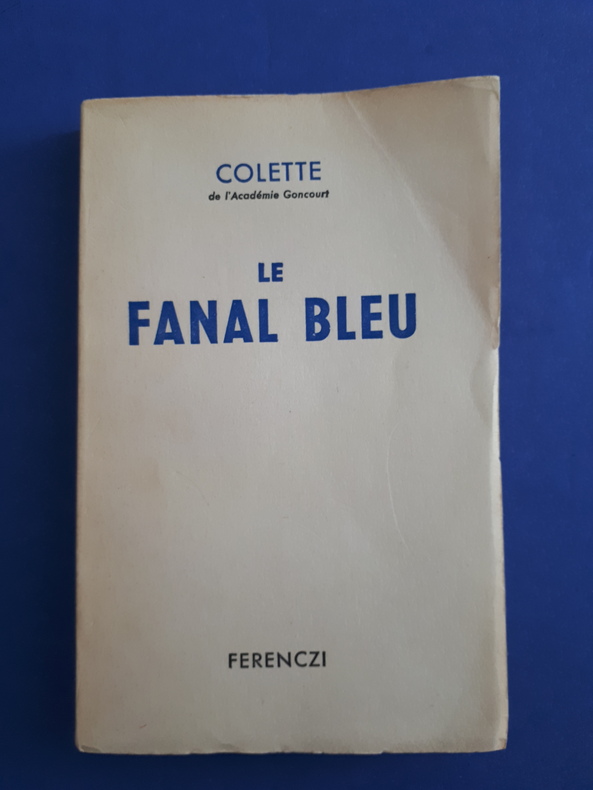 COLETTE
de l'Académie Goncourt
LE
FANAL BLEU
FERENCZI